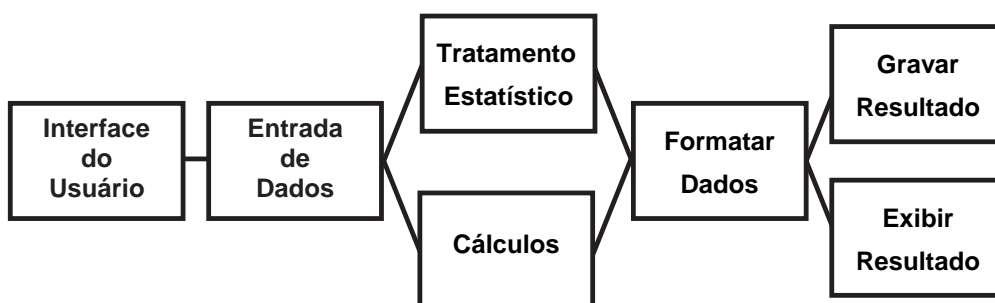 Interface
do
Usuário
Entrada
de
Dados
Tratamento
Estatístico
Cálculos
Formatar
Dados
Gravar
Resultado
Exibir
Resultado